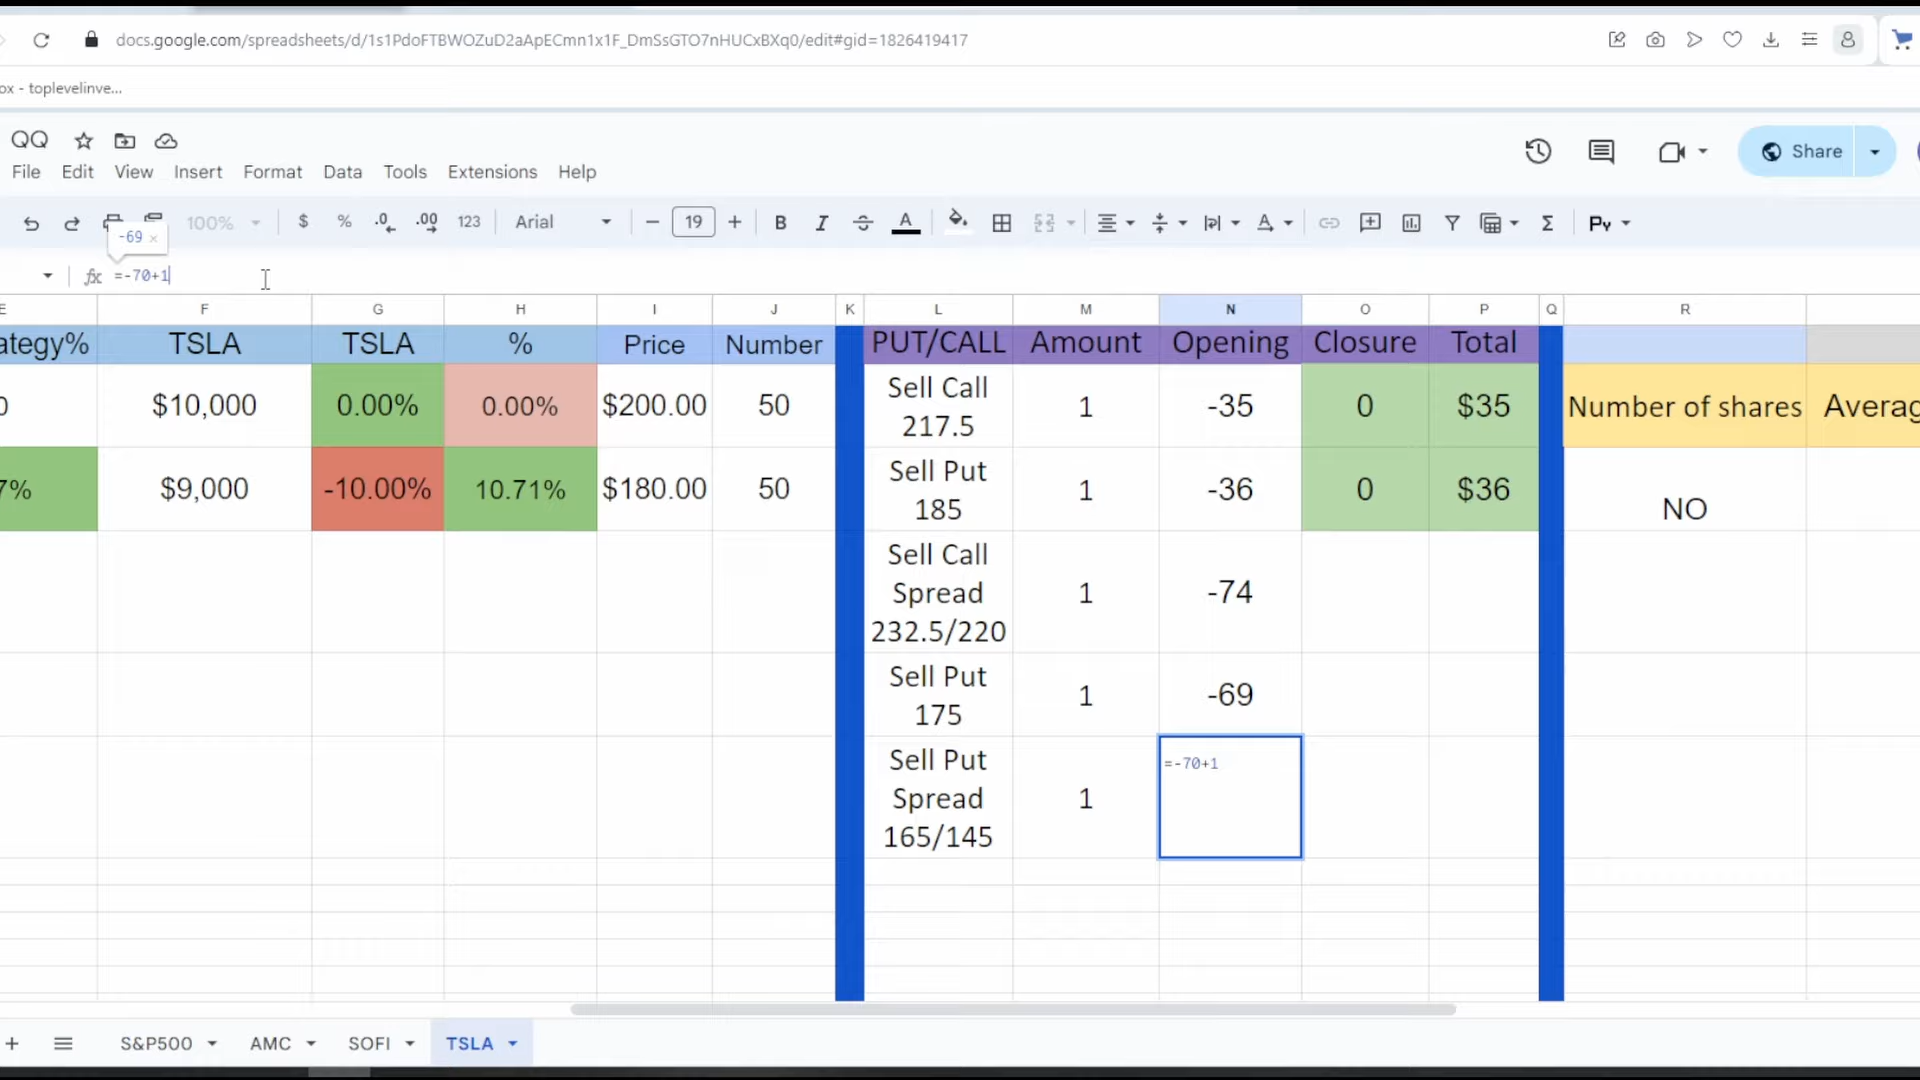 docs.google.com/spreadsheets/d/1s1PdoFTBWOZuD2aApECmn1x1F_DmSsGTO7nHUCxBXq0/edit#gid=1826419417
ox - toplevelinve...
QQ
File Edit View Insert Format Data Tools Extensions Help
Share
100% $ % .0 .00 123 Arial 19 B I A Σ Py
-69 ×
fx =-70+1
E F G H I J K L M N O P Q R
ategy% TSLA TSLA % Price Number PUT/CALL Amount Opening Closure Total
0 $10,000 0.00% 0.00% $200.00 50 Sell Call 217.5 1 -35 0 $35 Number of shares Averag
7% $9,000 -10.00% 10.71% $180.00 50 Sell Put 185 1 -36 0 $36 NO
Sell Call Spread 232.5/220 1 -74
Sell Put 175 1 -69
Sell Put Spread 165/145 1 =-70+1
+ S&P500 AMC SOFI TSLA